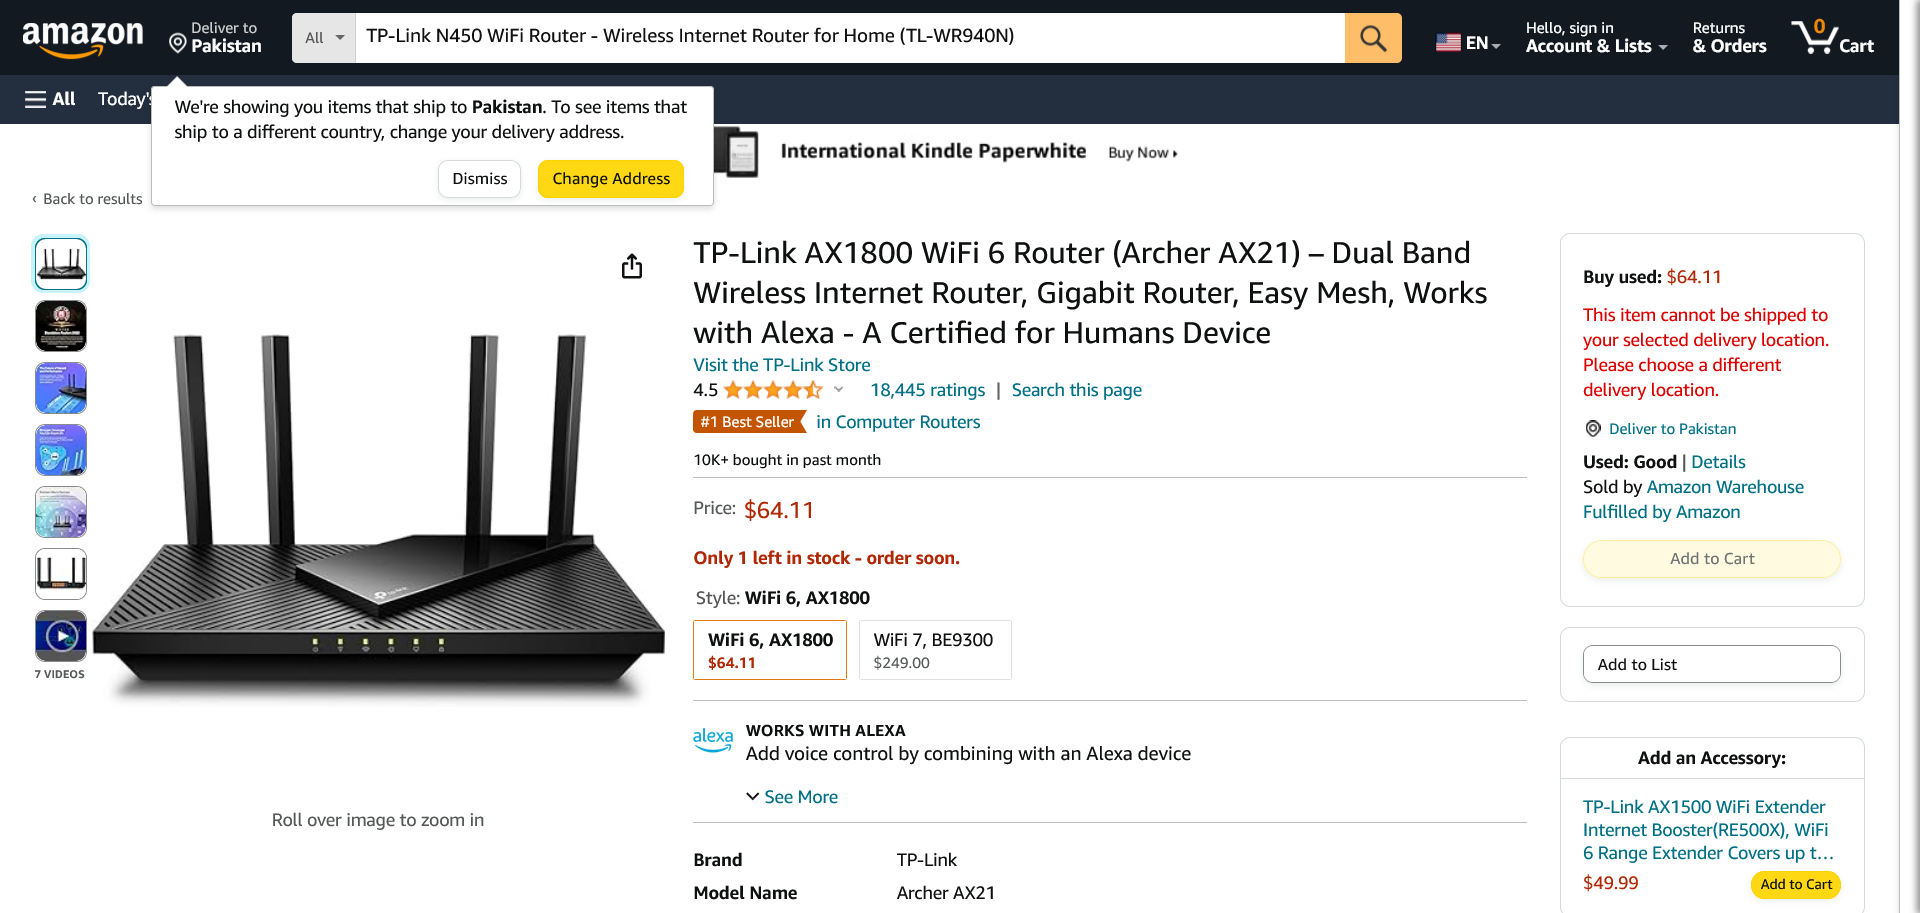 amazon
Deliver to
Pakistan
All
TP-Link N450 WiFi Router - Wireless Internet Router for Home (TL-WR940N)
EN
Hello, sign in
Account & Lists
Returns
& Orders
0
Cart
All
Today's
We're showing you items that ship to Pakistan. To see items that
ship to a different country, change your delivery address.
Dismiss
Change Address
International Kindle Paperwhite
Buy Now
‹ Back to results
7 VIDEOS
tp-link
Roll over image to zoom in
TP-Link AX1800 WiFi 6 Router (Archer AX21) – Dual Band
Wireless Internet Router, Gigabit Router, Easy Mesh, Works
with Alexa - A Certified for Humans Device
Visit the TP-Link Store
4.5
18,445 ratings | Search this page
#1 Best Seller in Computer Routers
10K+ bought in past month
Price: $64.11
Only 1 left in stock - order soon.
Style: WiFi 6, AX1800
WiFi 6, AX1800
$64.11
WiFi 7, BE9300
$249.00
alexa
WORKS WITH ALEXA
Add voice control by combining with an Alexa device
See More
Brand TP-Link
Model Name Archer AX21
Buy used: $64.11
This item cannot be shipped to
your selected delivery location.
Please choose a different
delivery location.
Deliver to Pakistan
Used: Good | Details
Sold by Amazon Warehouse
Fulfilled by Amazon
Add to Cart
Add to List
Add an Accessory:
TP-Link AX1500 WiFi Extender
Internet Booster(RE500X), WiFi
6 Range Extender Covers up t...
$49.99
Add to Cart